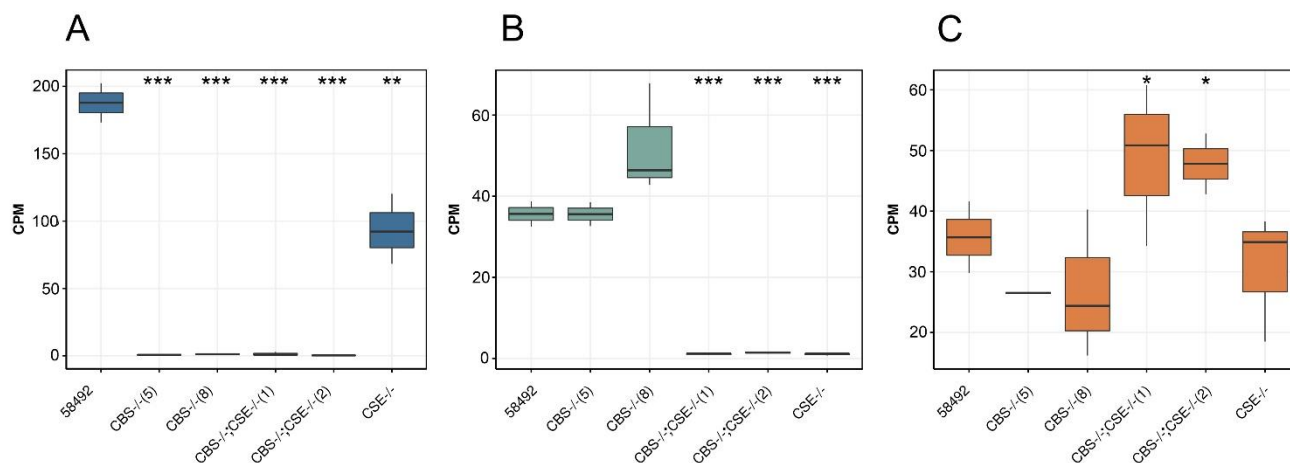 A
B
C
CPM
200
150
100
50
0
***
***
***
***
**
58492
CBS-/-(5)
CBS-/-(8)
CBS-/-;CSE-/-(1)
CBS-/-;CSE-/-(2)
CSE-/-
CPM
60
40
20
0
***
***
***
58492
CBS-/-(5)
CBS-/-(8)
CBS-/-;CSE-/-(1)
CBS-/-;CSE-/-(2)
CSE-/-
CPM
60
50
40
30
20
*
*
58492
CBS-/-(5)
CBS-/-(8)
CBS-/-;CSE-/-(1)
CBS-/-;CSE-/-(2)
CSE-/-